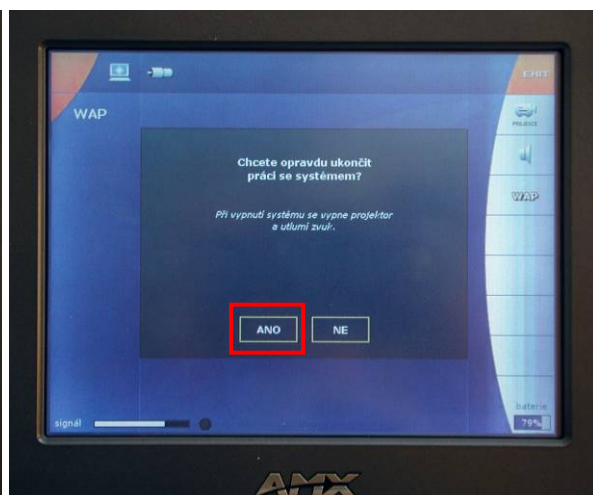 EXIT
WAP
PROJEKCE
Chcete opravdu ukončit
práci se systémem?
WAP
Při vypnutí systému se vypne projektor
a utlumí zvuk.
ANO
NE
baterie
signál
79%
AMX